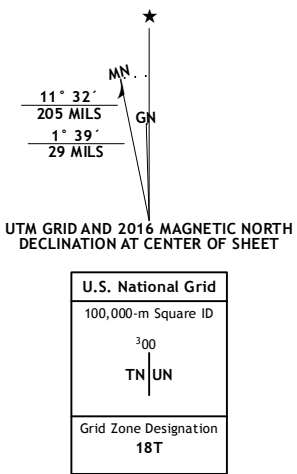 ★
MN
GN
11° 32´
205 MILS
1° 39´
29 MILS
UTM GRID AND 2016 MAGNETIC NORTH
DECLINATION AT CENTER OF SHEET
U.S. National Grid
100,000-m Square ID
³00
TN UN
Grid Zone Designation
18T